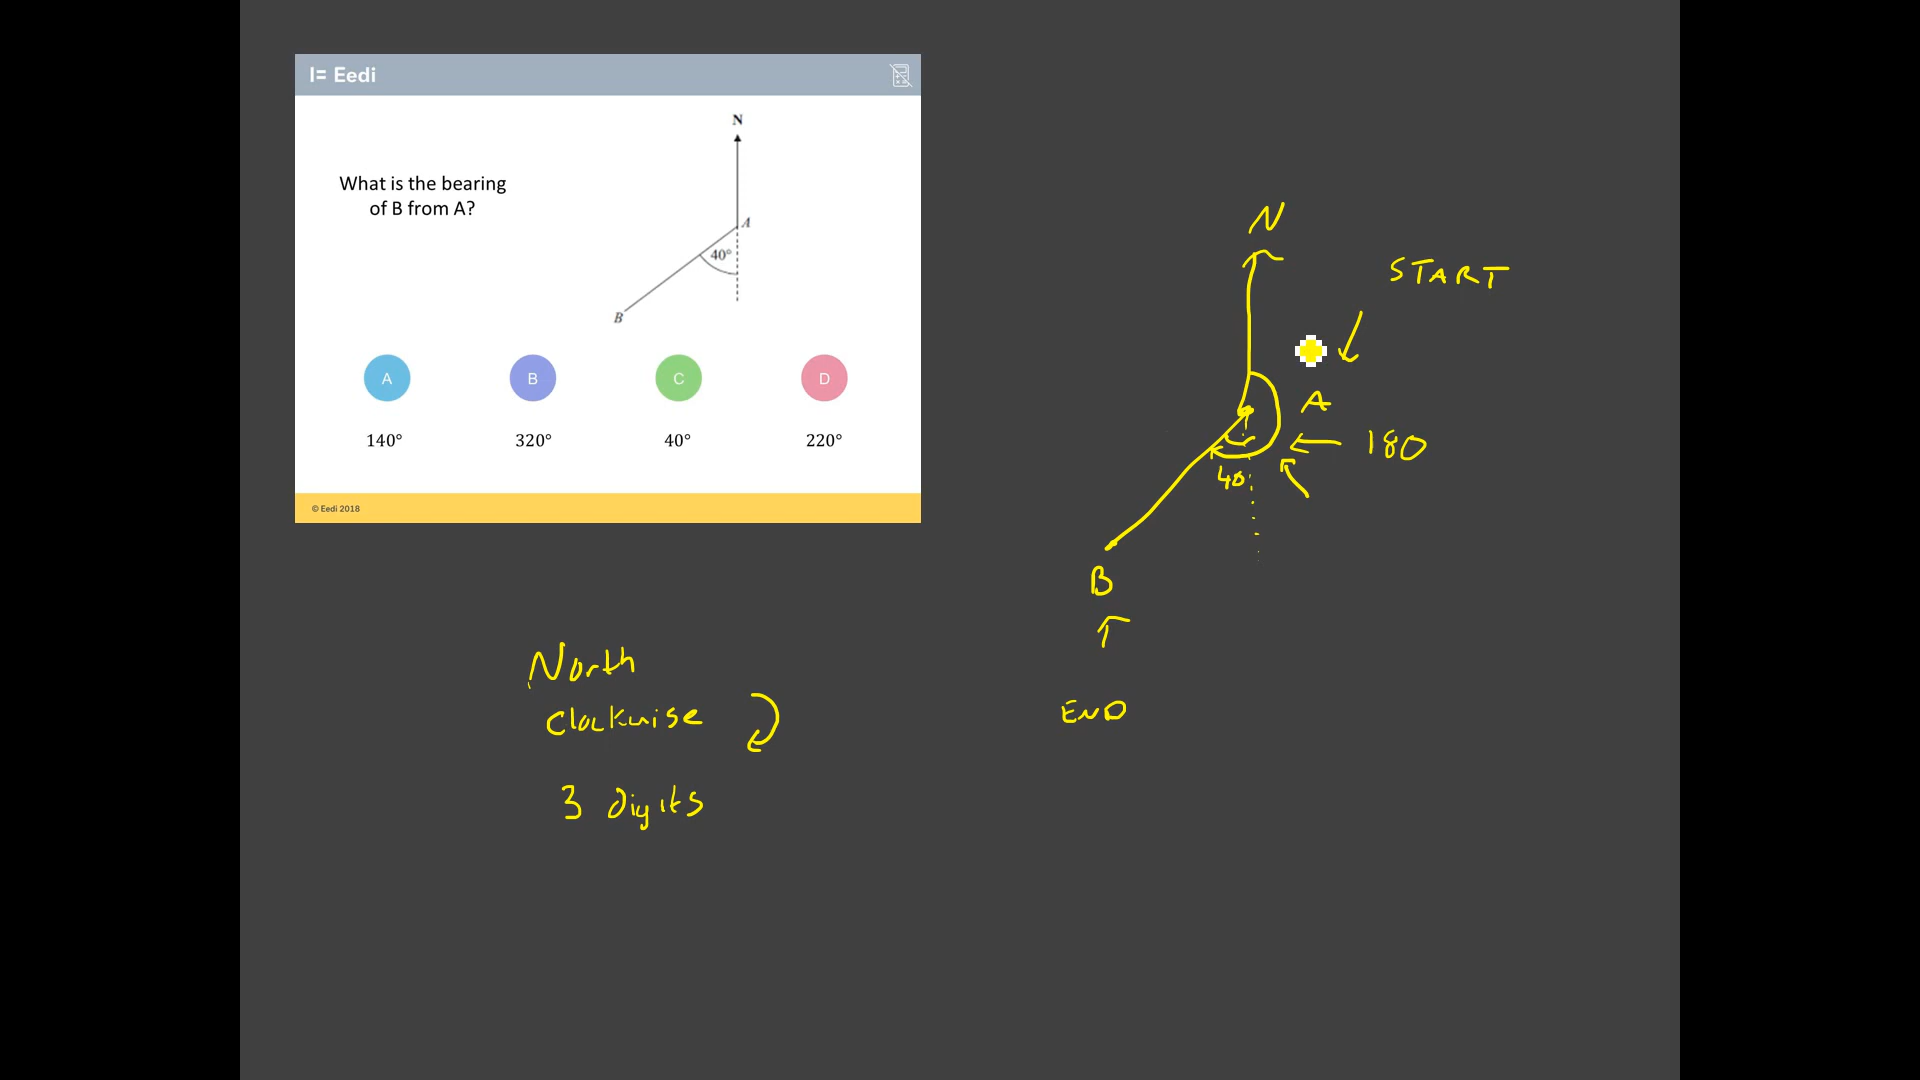 Eedi
N
What is the bearing
of B from A?
A
40°
B
A B C D
140° 320° 40° 220°
© Eedi 2018
N
START
A
180
40
B
END
North
Clockwise
3 Digits